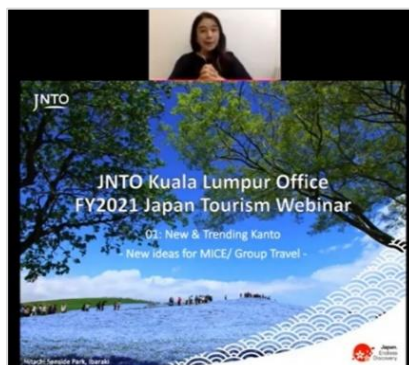 JNTO
JNTO Kuala Lumpur Office
FY2021 Japan Tourism Webinar
01: New & Trending Kanto
- New ideas for MICE/ Group Travel -
Hitachi Seaside Park, Ibaraki
Japan.
Endless
Discovery.